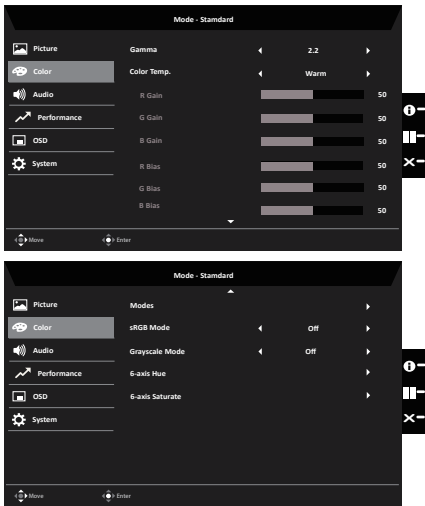 Mode - Stamdard
Picture
Gamma 2.2
Color
Color Temp. Warm
Audio
R Gain 50
Performance
G Gain 50
OSD
B Gain 50
System
R Bias 50
G Bias 50
B Bias 50
Move Enter
Mode - Stamdard
Picture
Modes
Color
sRGB Mode Off
Audio
Grayscale Mode Off
Performance
6-axis Hue
OSD
6-axis Saturate
System
Move Enter